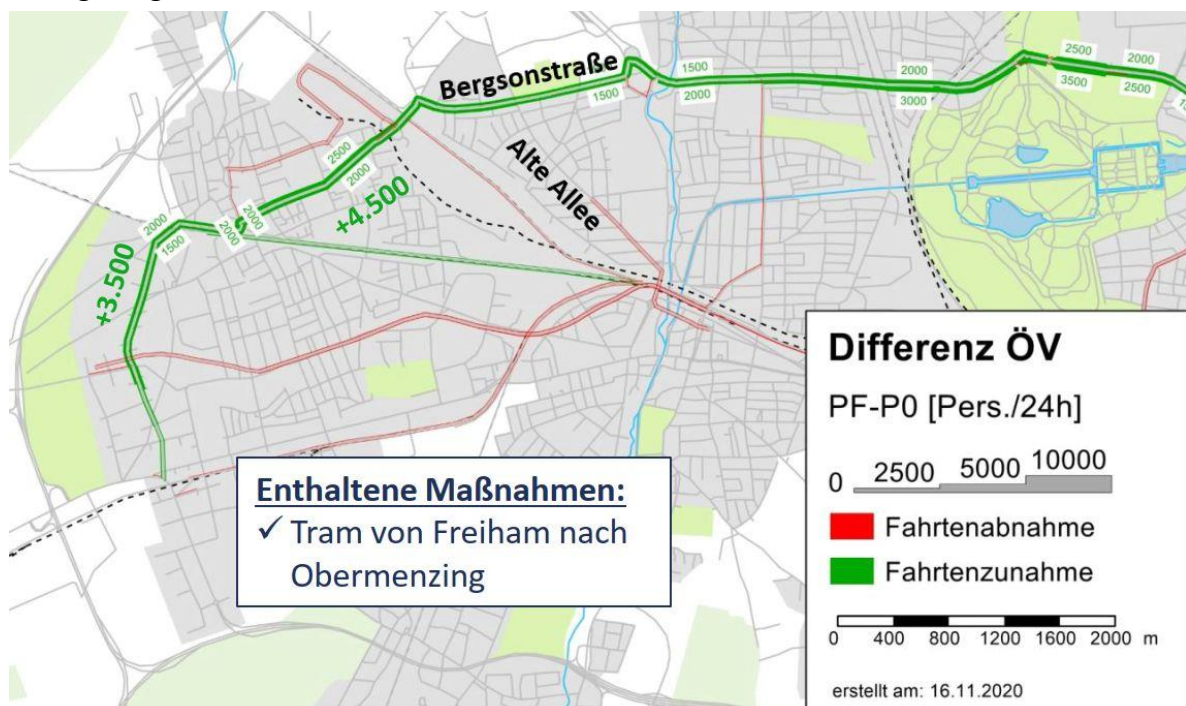 Bergsonstraße
Alte Allee
2500
2000
1500
2000
3500
2500
1500
2000
3000
1500
2500
2000
+4.500
2000
2000
2000
1500
+3.500
Differenz ÖV
PF-P0 [Pers./24h]
0 2500 5000 10000
Fahrtenabnahme
Fahrtenzunahme
0 400 800 1200 1600 2000 m
erstellt am: 16.11.2020
Enthaltene Maßnahmen:
✓ Tram von Freiham nach
Obermenzing